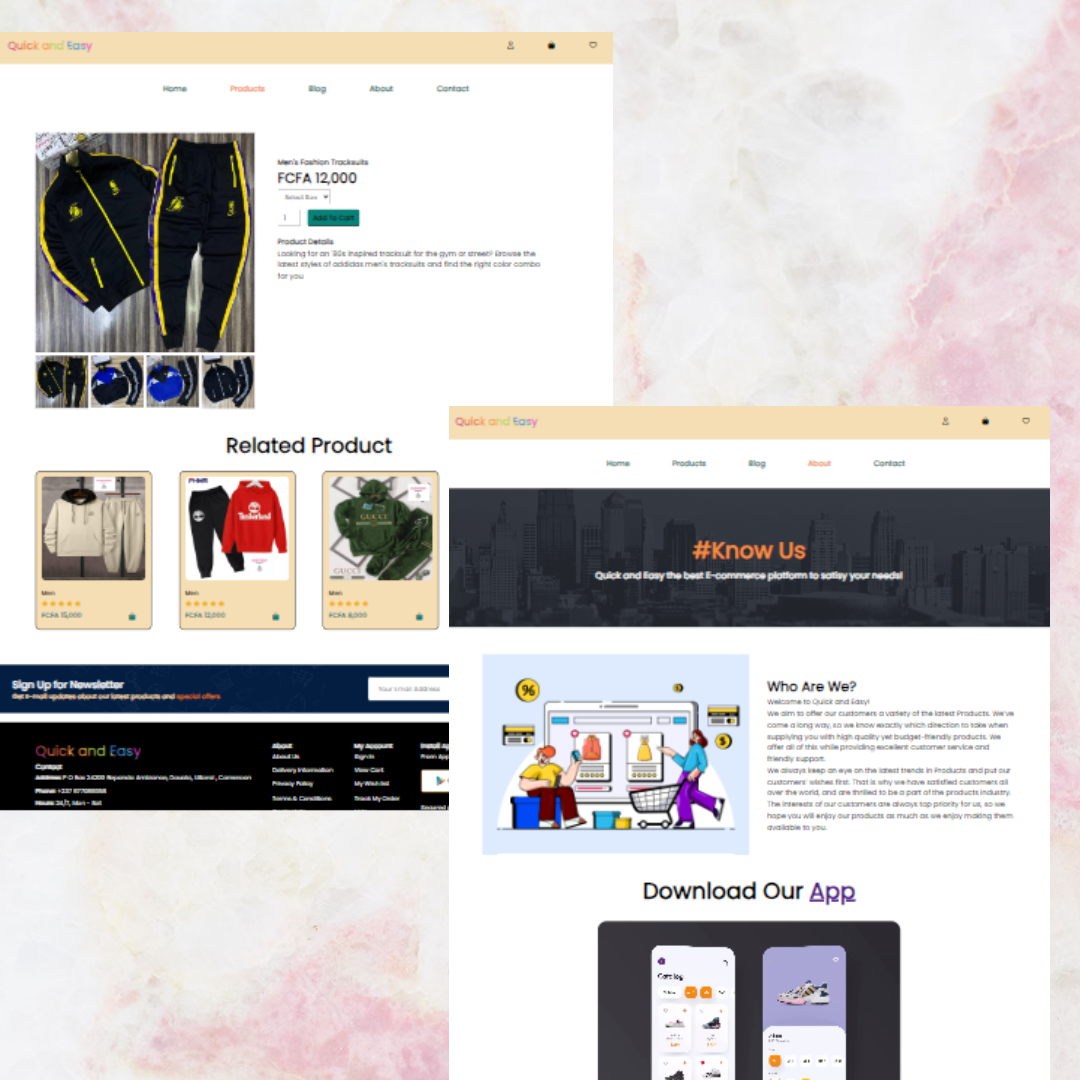 Quick and Easy
Home Products Blog About Contact
Men's Fashion Tracksuits
FCFA 12,000
Select Size
1 Add To Cart
Product Details
Looking for an '80s inspired tracksuit for the gym or street? Browse the
latest styles of adidas men's tracksuits and find the right color combo
for you
Related Product
Timberland
GUCCI
GUCCI
Men
FCFA 15,000
Men
FCFA 12,000
Men
FCFA 8,000
Sign Up for Newsletter
Get E-mail updates about our latest products and special offers
Your Email Address
Quick and Easy
Contact
Address: P O Box
Phone:
Hours: Mon - Sat
About
About Us
Delivery Information
Privacy Policy
Terms & Conditions
My Account
Sign In
View Cart
My Wish list
Track My Order
From App
Secured
Quick and Easy
Home Products Blog About Contact
#Know Us
Quick and Easy the best E-commerce platform to satisy your needs!
%
$
Who Are We?
Welcome to Quick and Easy!
We aim to offer our customers a variety of the latest Products. We've
come a long way, so we know exactly which direction to take when
supplying you with high quality yet budget-friendly products. We
offer all of this while providing excellent customer service and
friendly support.
We always keep an eye on the latest trends in Products and put our
customers' wishes first. That is why we have satisfied customers all
over the world, and are thrilled to be a part of the products industry.
The interests of our customers are always top priority for us, so we
hope you will enjoy our products as much as we enjoy making them
available to you.
Download Our App